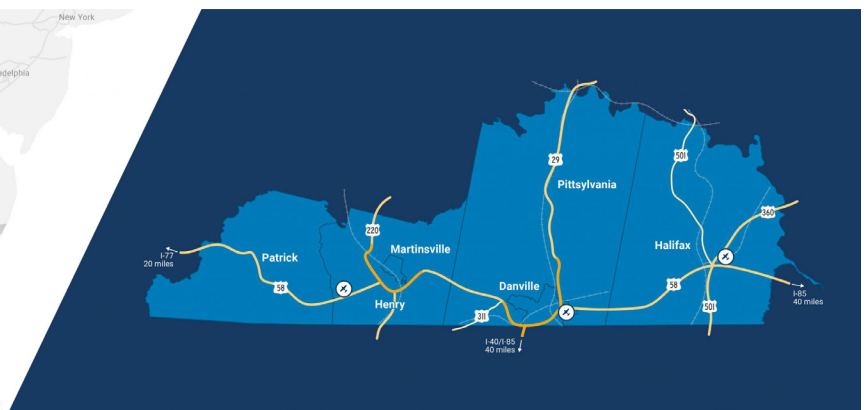 New York
adelphia
29
501
Pittsylvania
360
220
Martinsville
Halifax
I-77
20 miles
Patrick
58
Danville
58
I-85
40 miles
Henry
311
501
I-40/I-85
40 miles